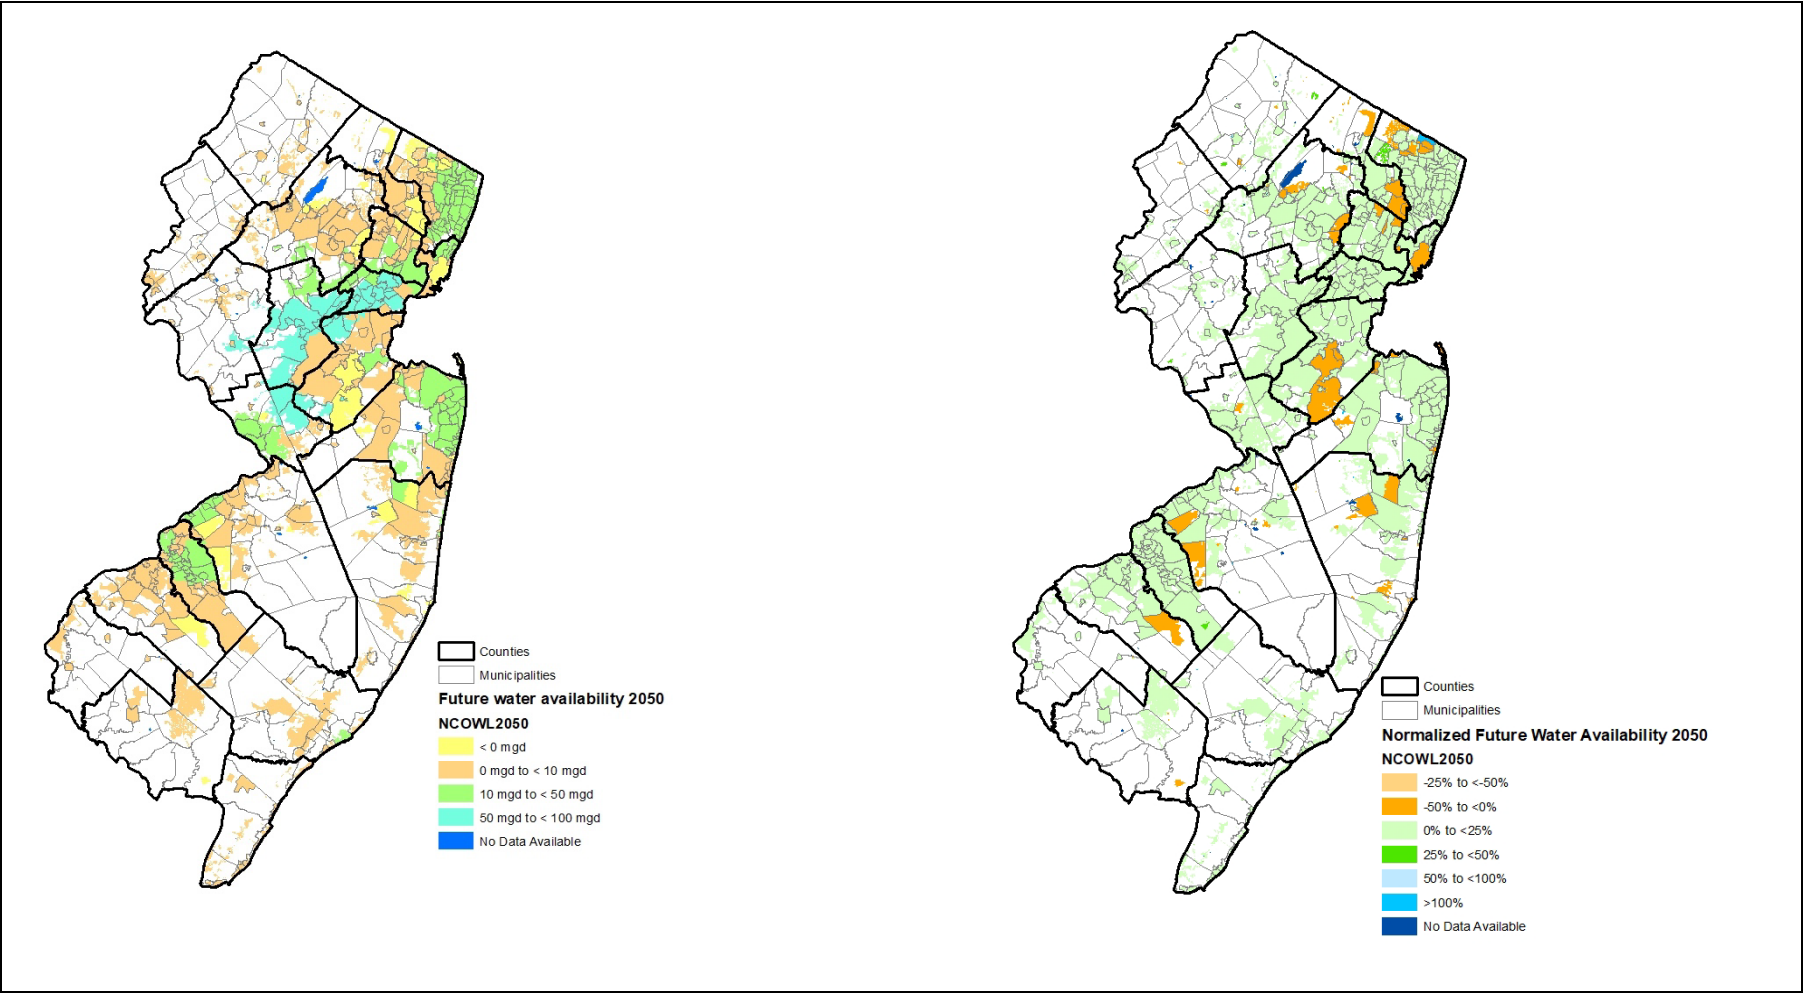 Counties
Municipalities
Future water availability 2050
NCOWL2050
< 0 mgd
0 mgd to < 10 mgd
10 mgd to < 50 mgd
50 mgd to < 100 mgd
No Data Available
Counties
Municipalities
Normalized Future Water Availability 2050
NCOWL2050
-25% to <-50%
-50% to <0%
0% to <25%
25% to <50%
50% to <100%
>100%
No Data Available